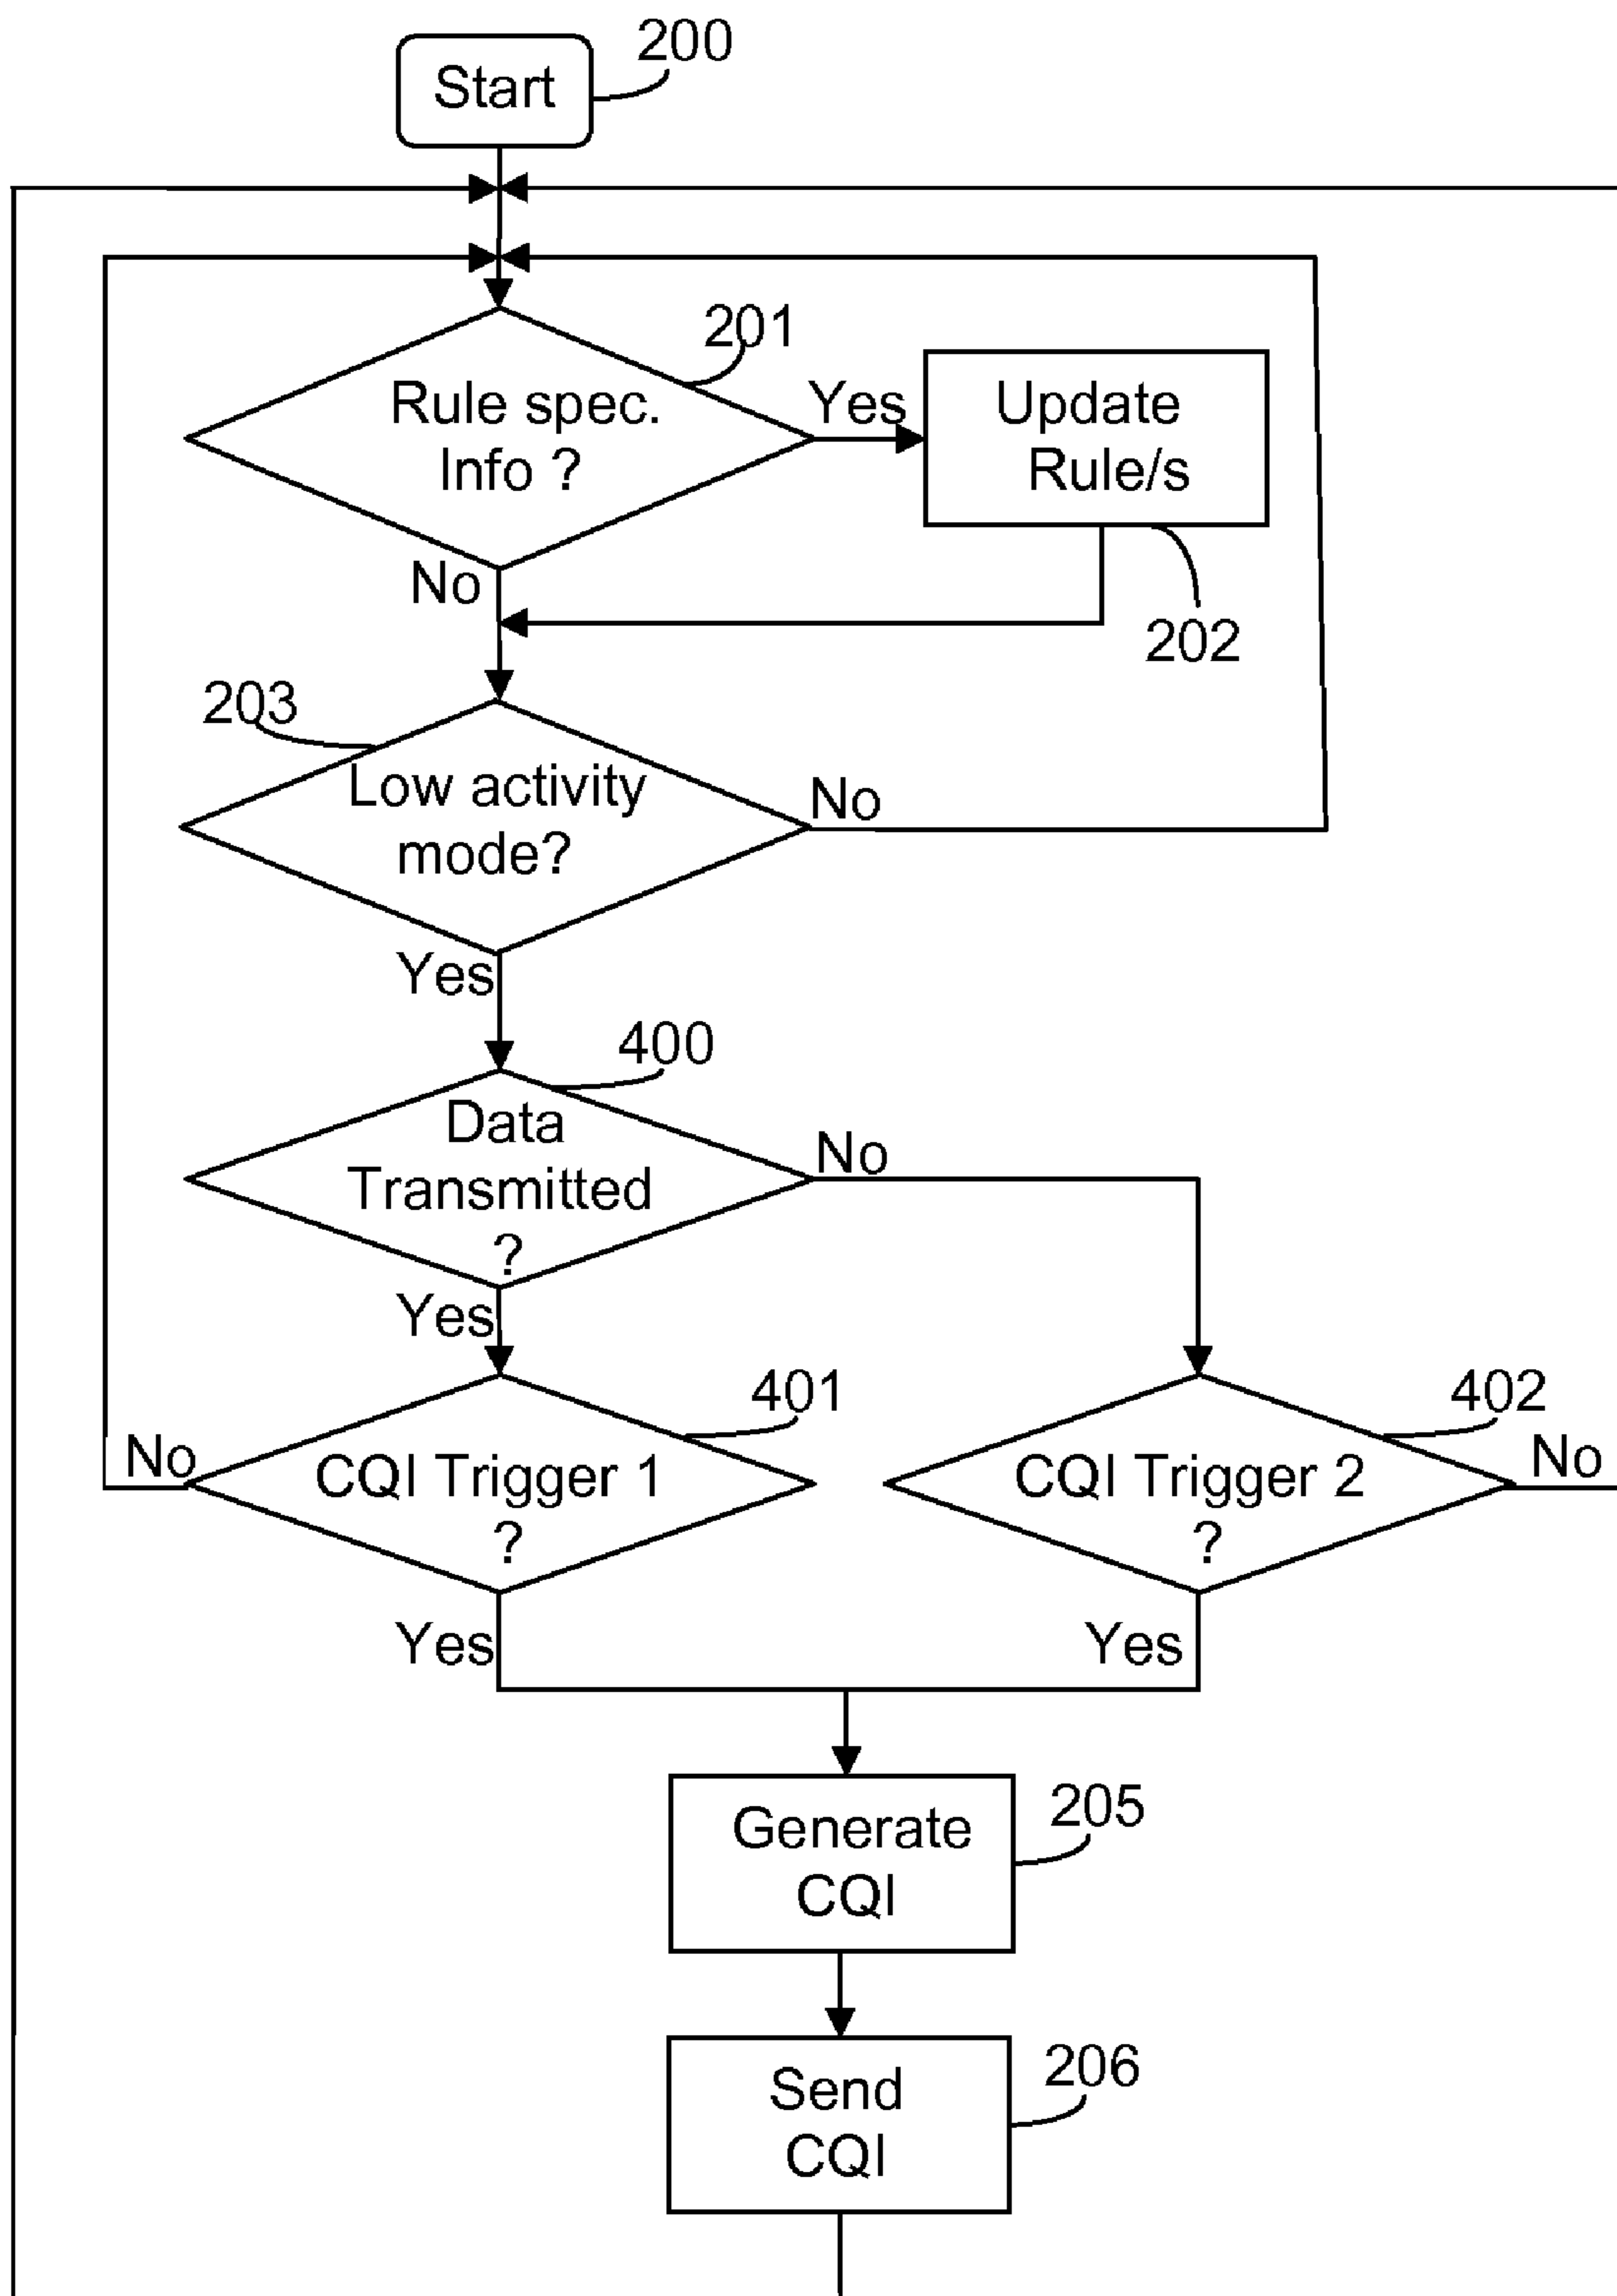 200
Start
201
Rule spec.
Info ?
Yes
Update
Rule/s
No
202
203
Low activity
mode?
No
Yes
400
Data
Transmitted
?
No
Yes
401
402
No
CQI Trigger 1
?
CQI Trigger 2
?
No
Yes
Yes
205
Generate
CQI
206
Send
CQI